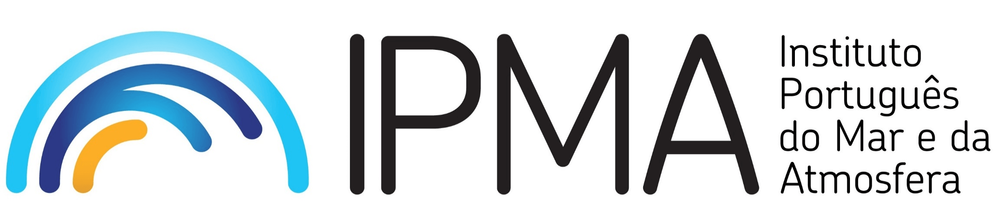 IPMA
Instituto
Português
do Mar e da
Atmosfera